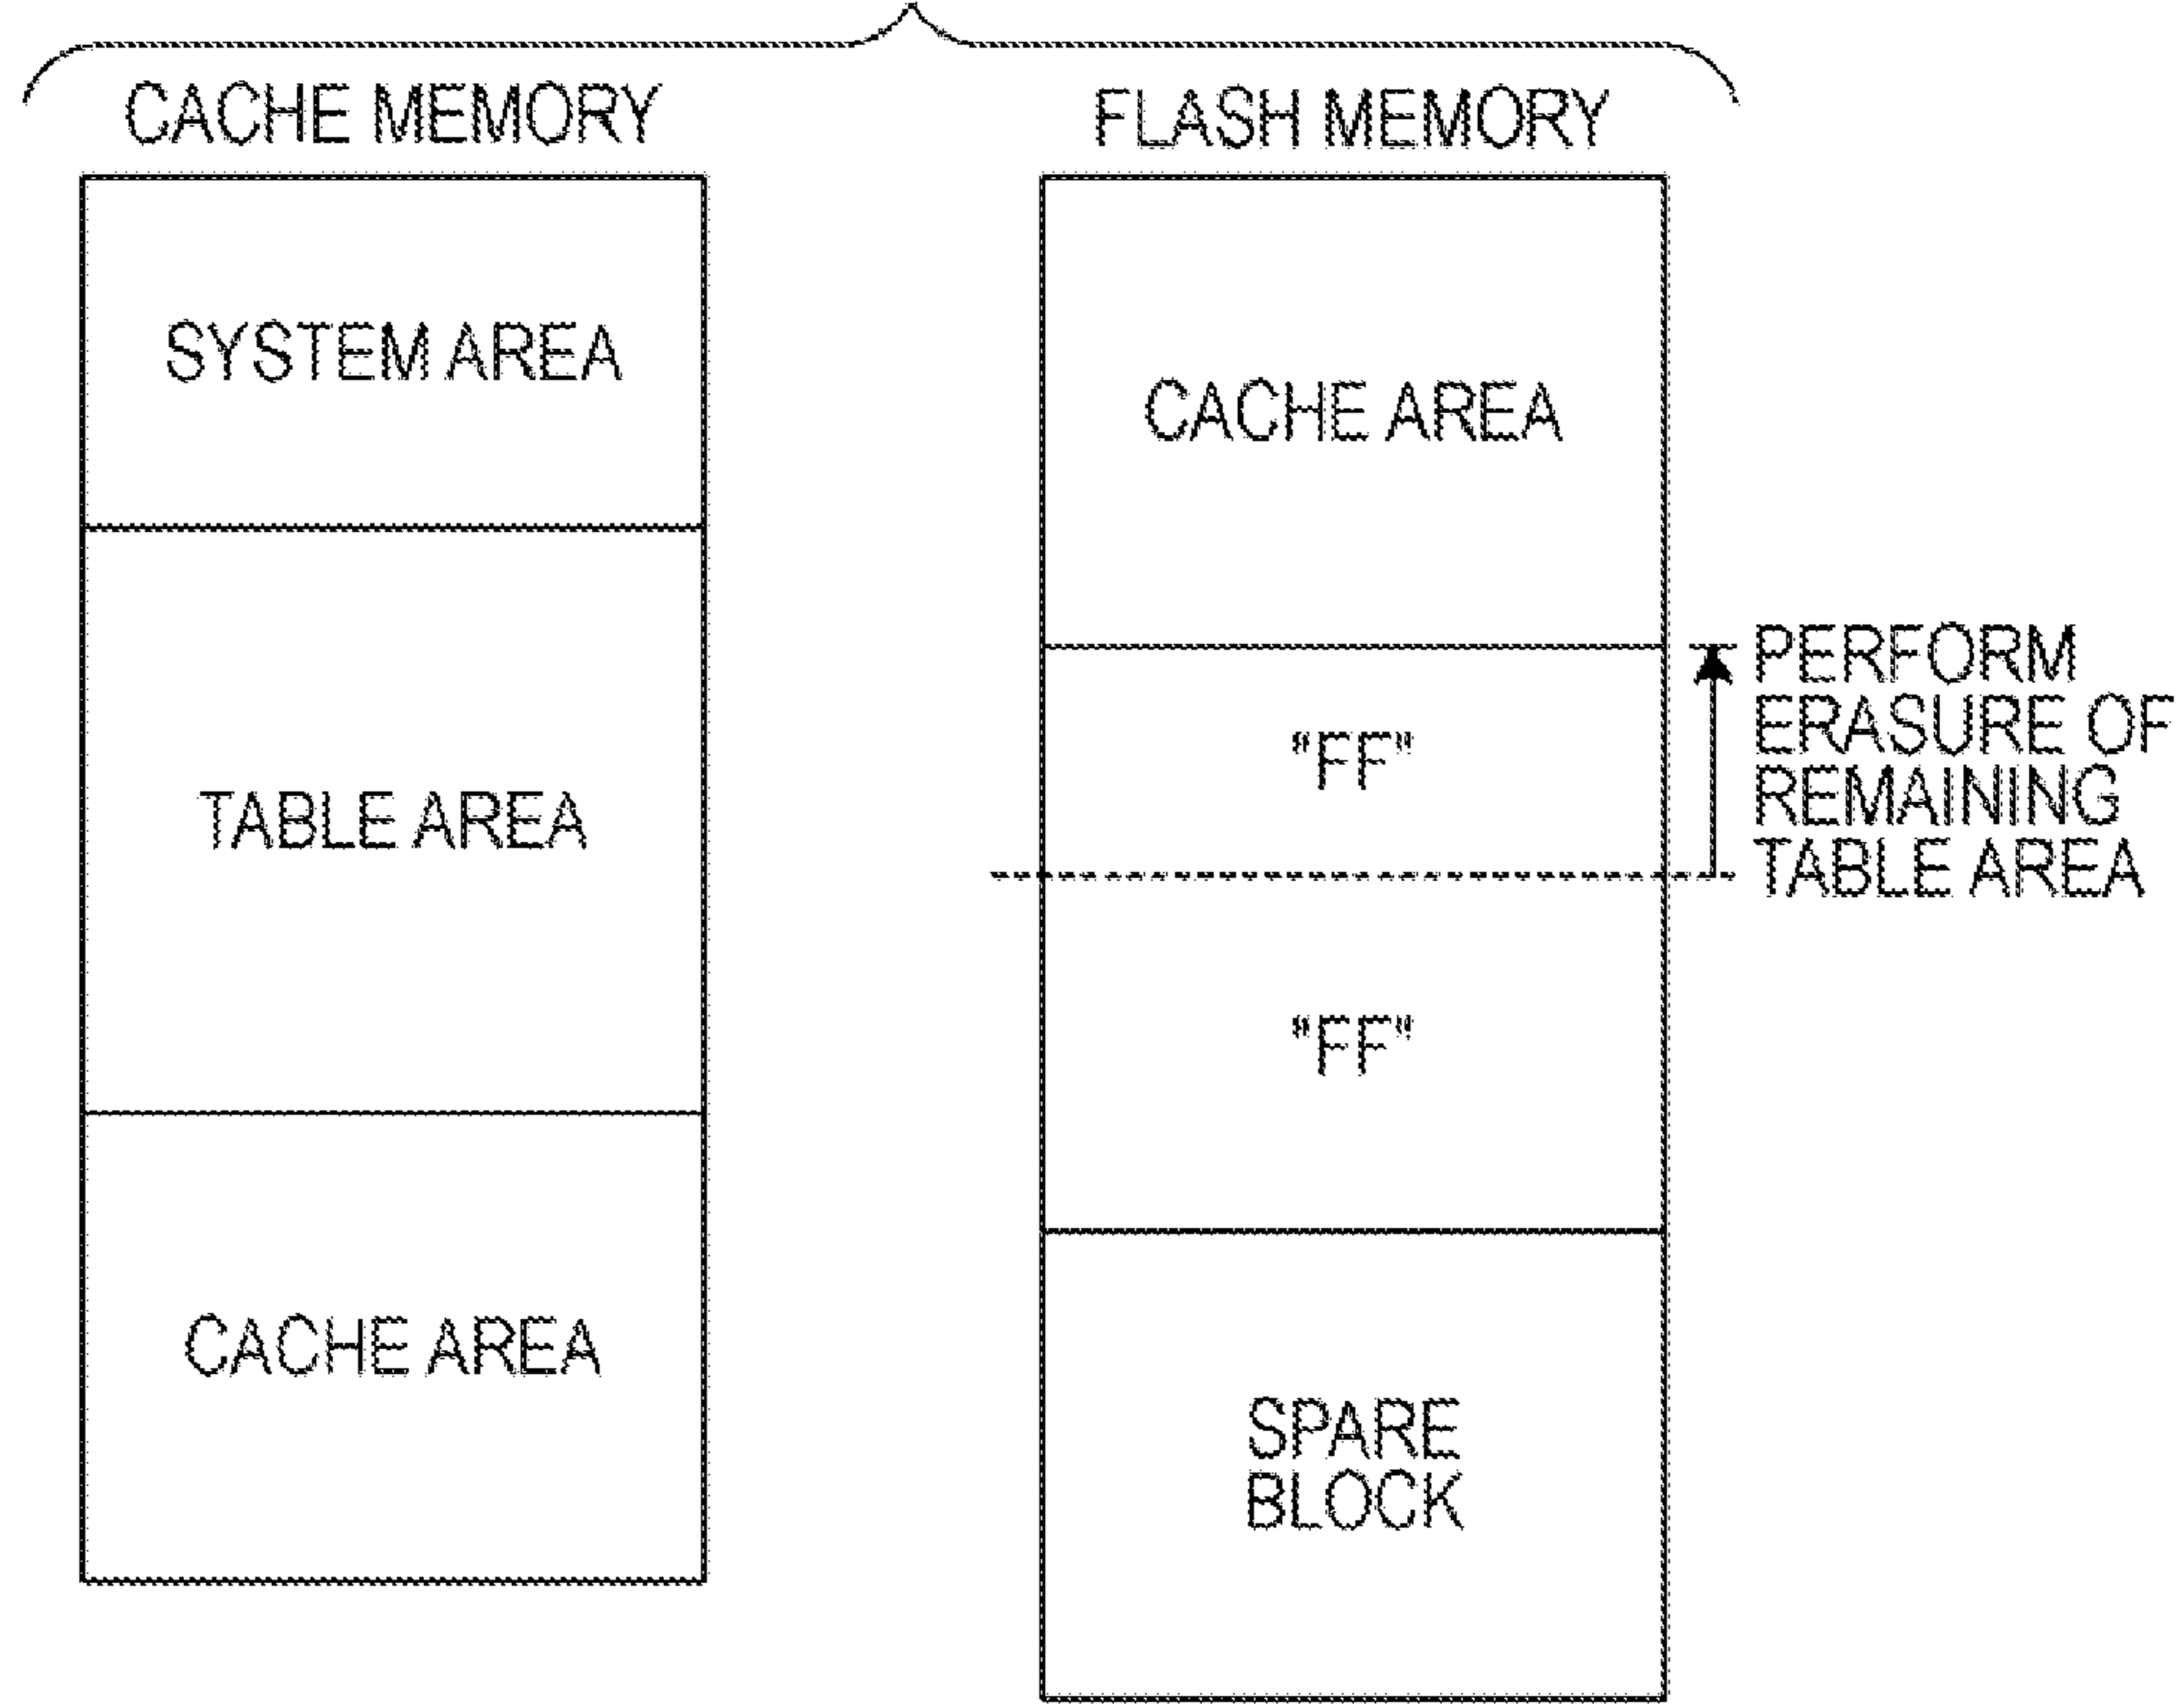 CACHE MEMORY
SYSTEM AREA
TABLE AREA
CACHE AREA
FLASH MEMORY
CACHE AREA
"FF"
"FF"
SPARE
BLOCK
PERFORM
ERASURE OF
REMAINING
TABLE AREA